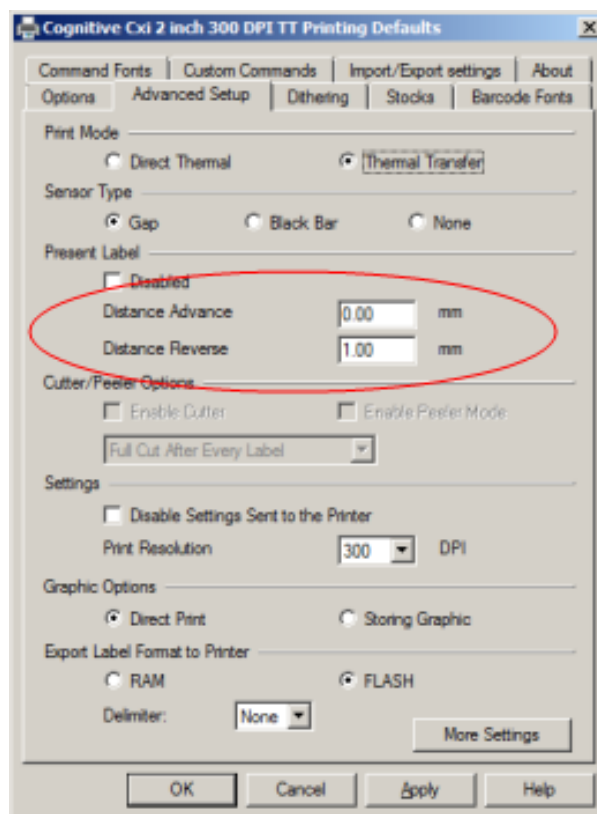 Cognitive Cxi 2 inch 300 DPI TT Printing Defaults
Command Fonts Custom Commands Import/Export settings About
Options Advanced Setup Dithering Stocks Barcode Fonts
Print Mode
Direct Thermal Thermal Transfer
Sensor Type
Gap Black Bar None
Present Label
Disabled
Distance Advance 0.00 mm
Distance Reverse 1.00 mm
Cutter/Peeler Options
Enable Cutter Enable Peeler Mode
Full Cut After Every Label
Settings
Disable Settings Sent to the Printer
Print Resolution 300 DPI
Graphic Options
Direct Print Storing Graphic
Export Label Format to Printer
RAM FLASH
Delimiter: None
More Settings
OK Cancel Apply Help